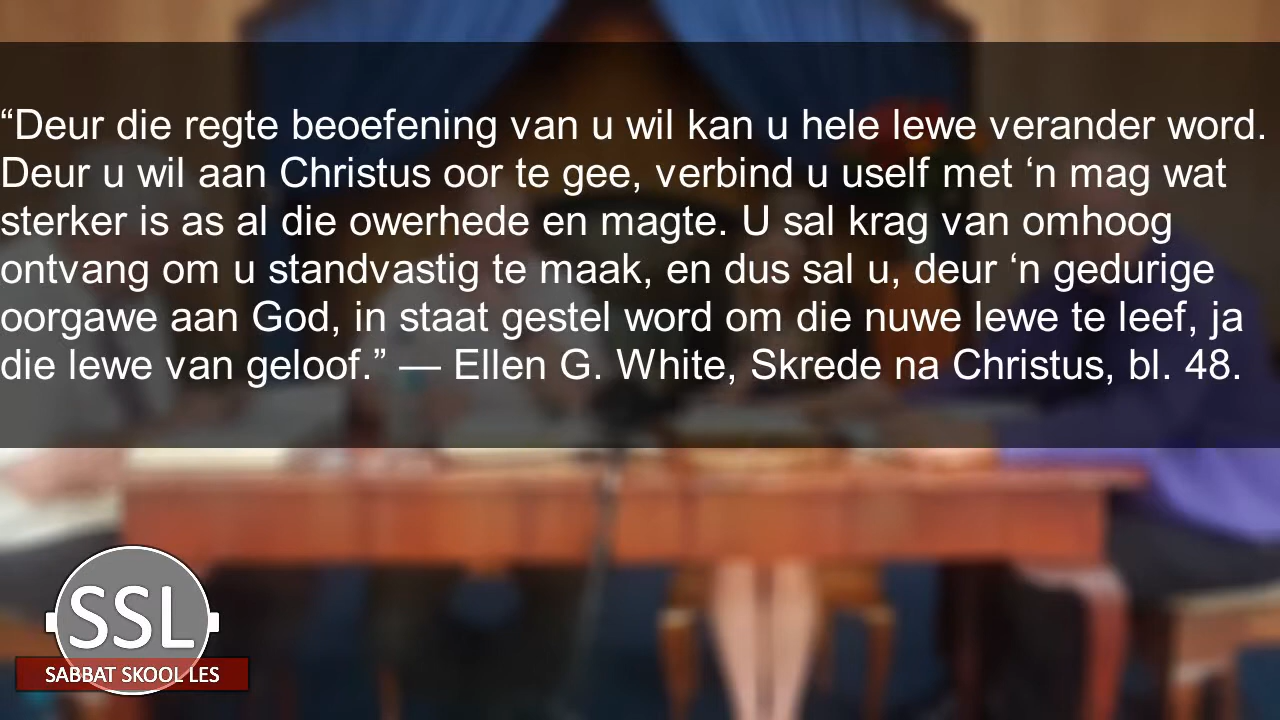 “Deur die regte beoefening van u wil kan u hele lewe verander word.
Deur u wil aan Christus oor te gee, verbind u uself met ‘n mag wat
sterker is as al die owerhede en magte. U sal krag van omhoog
ontvang om u standvastig te maak, en dus sal u, deur ‘n gedurige
oorgawe aan God, in staat gestel word om die nuwe lewe te leef, ja
die lewe van geloof.” — Ellen G. White, Skrede na Christus, bl. 48.
SSL
SABBAT SKOOL LES